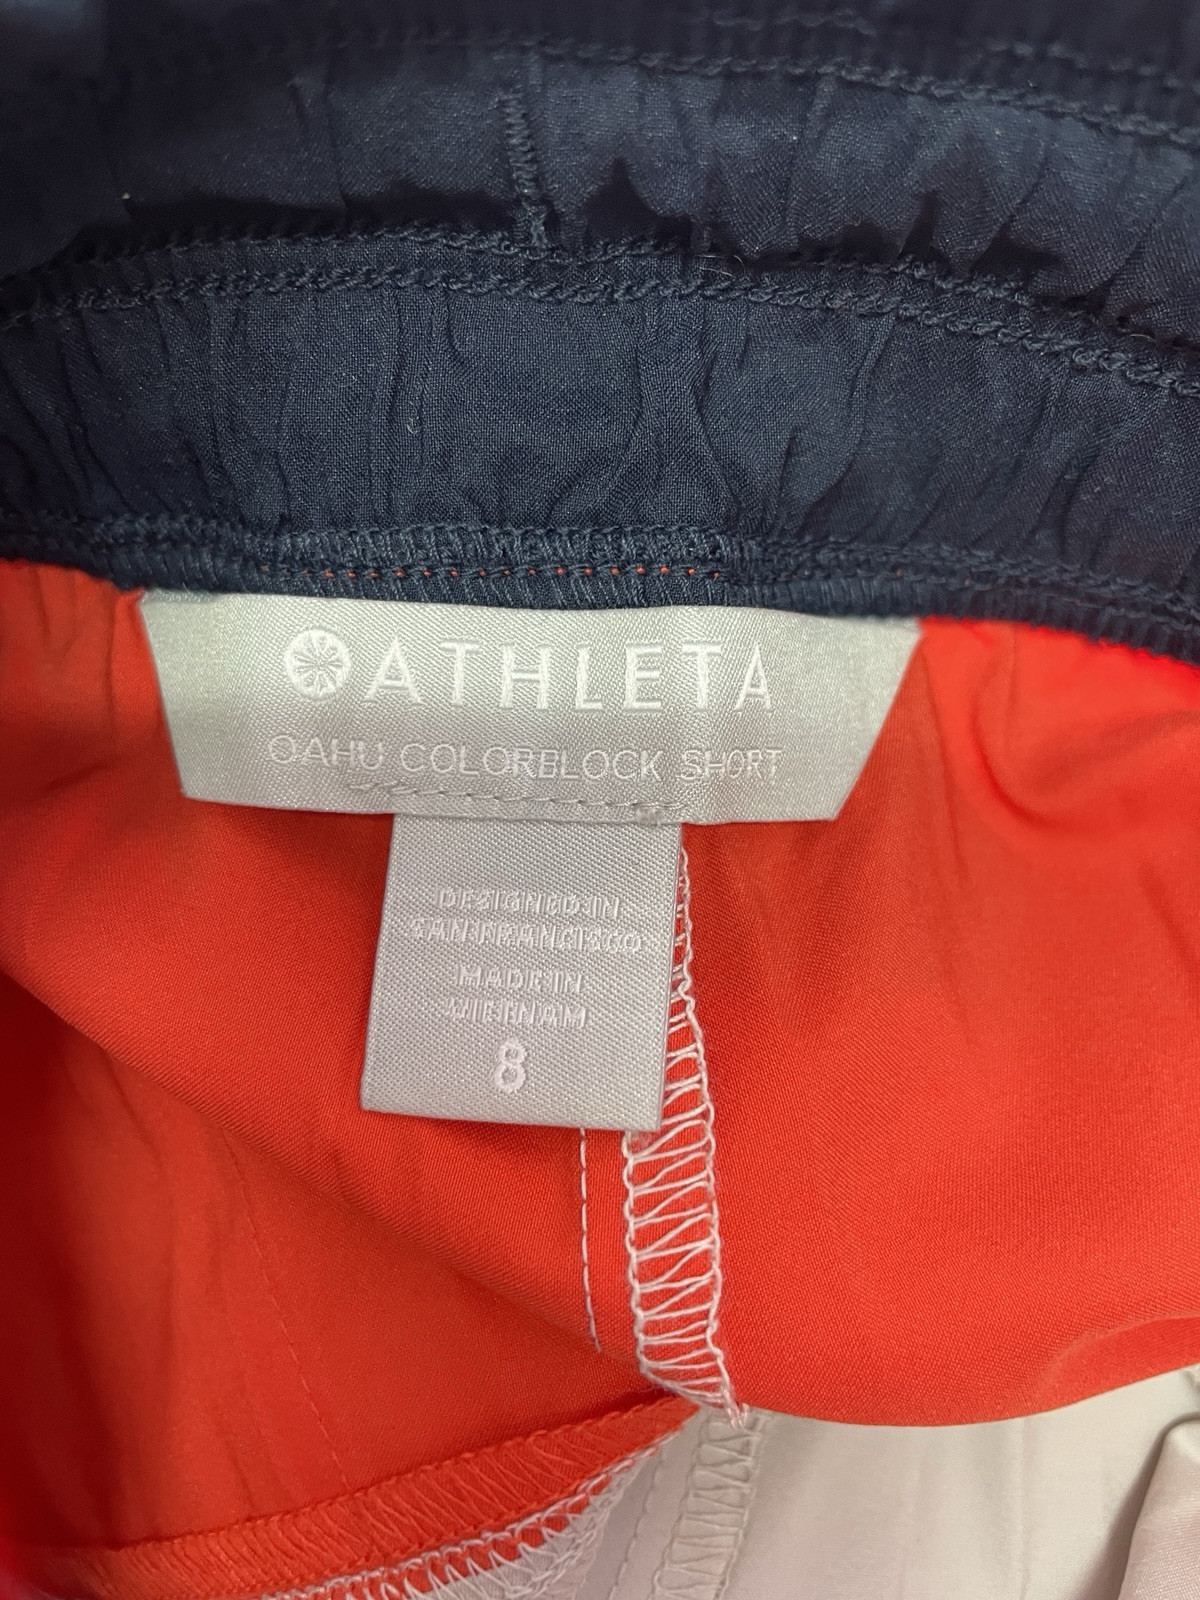 ATHLETA
OAHU COLORBLOCK SHORT
DESIGNED IN
SAN FRANCISCO
MADE IN
VIETNAM
8